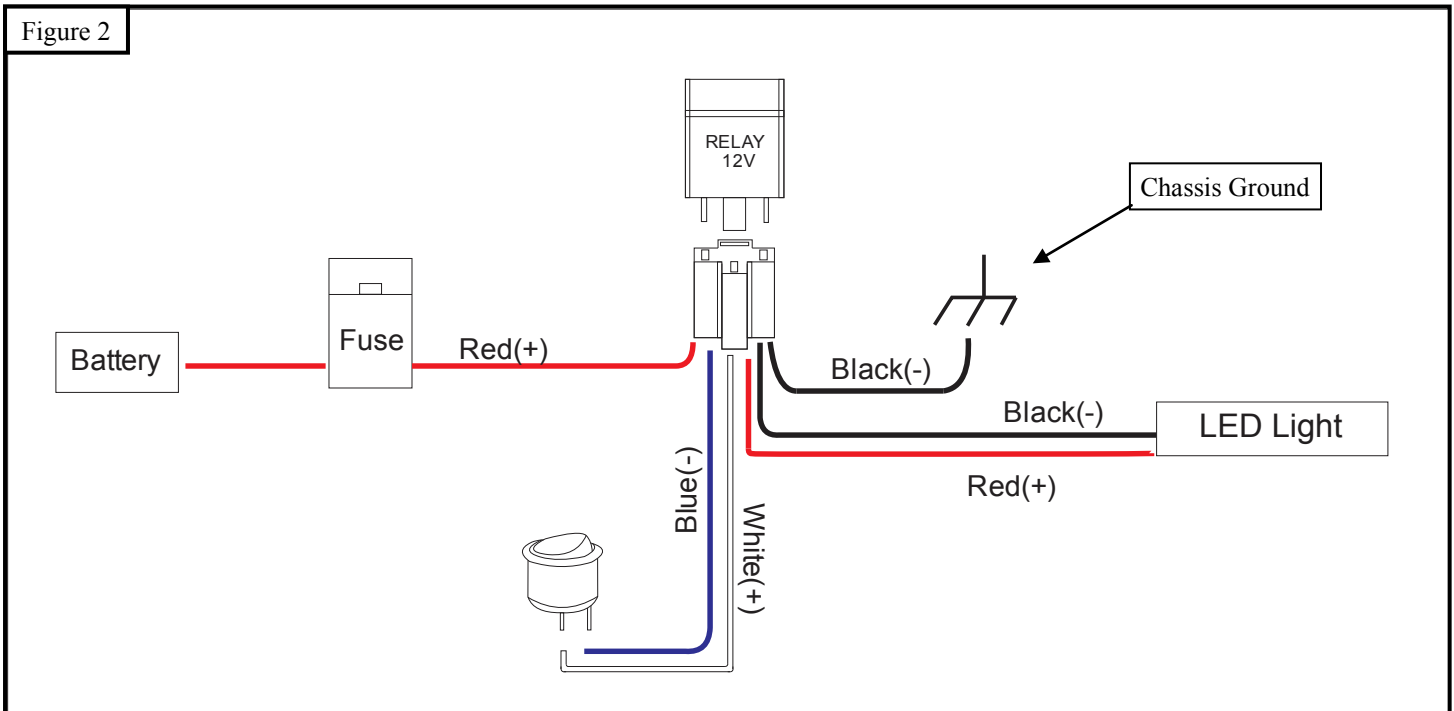 Figure 2
RELAY
12V
Chassis Ground
Battery
Fuse
Red(+)
Black(-)
Black(-)
LED Light
Red(+)
Blue(-)
White(+)